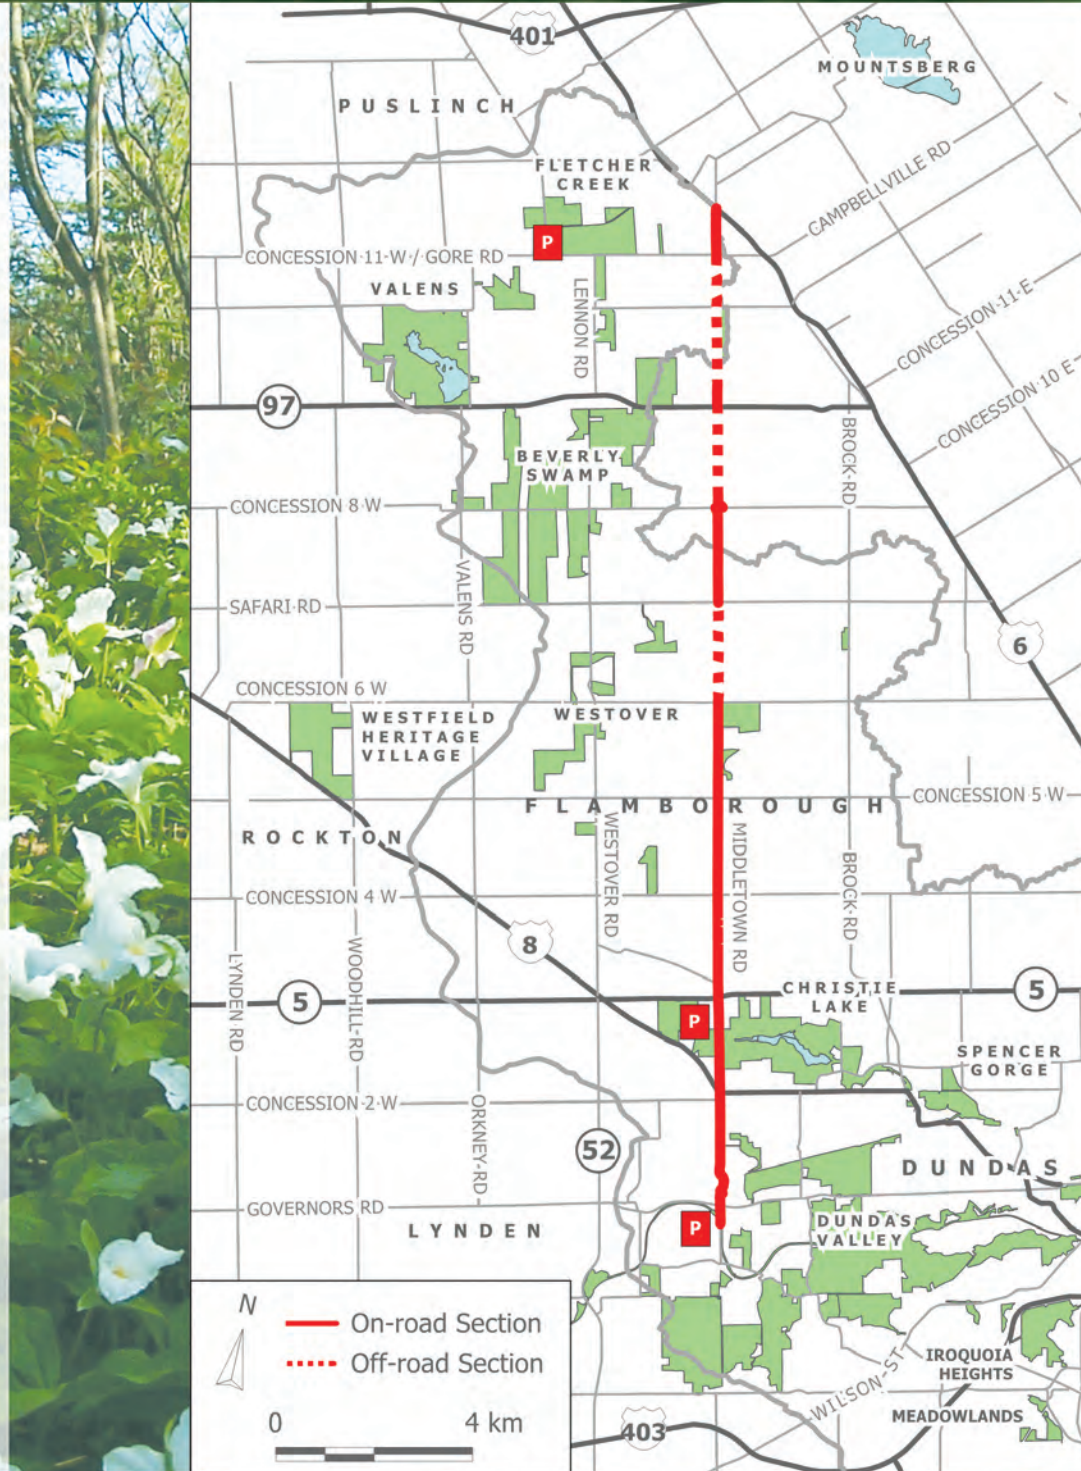 401
MOUNTSBERG
PUSLINCH
FLETCHER
CREEK
CAMPBELLVILLE RD
P
CONCESSION 11 W / GORE RD
VALENS
LENNON RD
CONCESSION 11 E
CONCESSION 10 E
97
BROCK RD
BEVERLY
SWAMP
CONCESSION 8 W
VALENS RD
SAFARI RD
6
CONCESSION 6 W
WESTFIELD
HERITAGE
VILLAGE
WESTOVER
FLAMBOROUGH
CONCESSION 5 W
ROCKTON
WESTOVER RD
MIDDLETOWN RD
BROCK RD
CONCESSION 4 W
8
LYNDEN RD
WOODHILL RD
CHRISTIE
LAKE
5
5
P
SPENCER
GORGE
CONCESSION 2 W
ORKNEY RD
52
DUNDAS
GOVERNORS RD
LYNDEN
P
DUNDAS
VALLEY
N
On-road Section
Off-road Section
IROQUOIA
HEIGHTS
WILSON ST
MEADOWLANDS
0 4 km
403